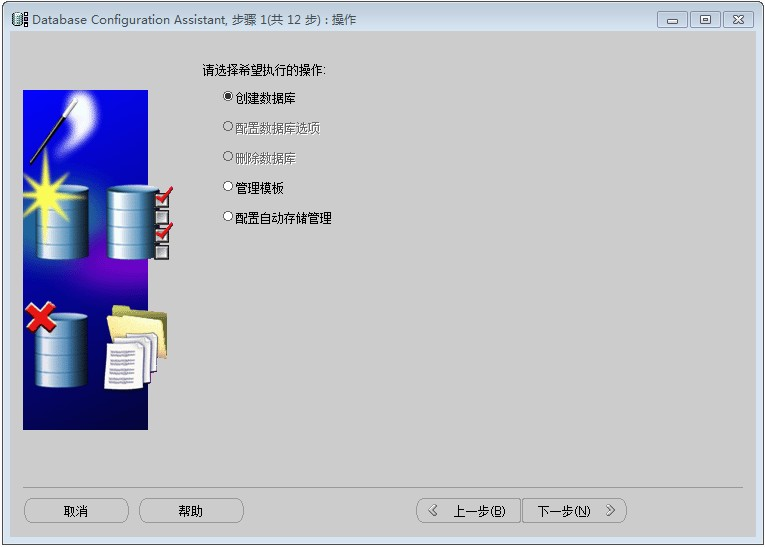 Database Configuration Assistant, 步骤 1(共 12 步) : 操作
请选择希望执行的操作:
创建数据库
配置数据库选项
删除数据库
管理模板
配置自动存储管理
取消 帮助 上一步(B) 下一步(N)